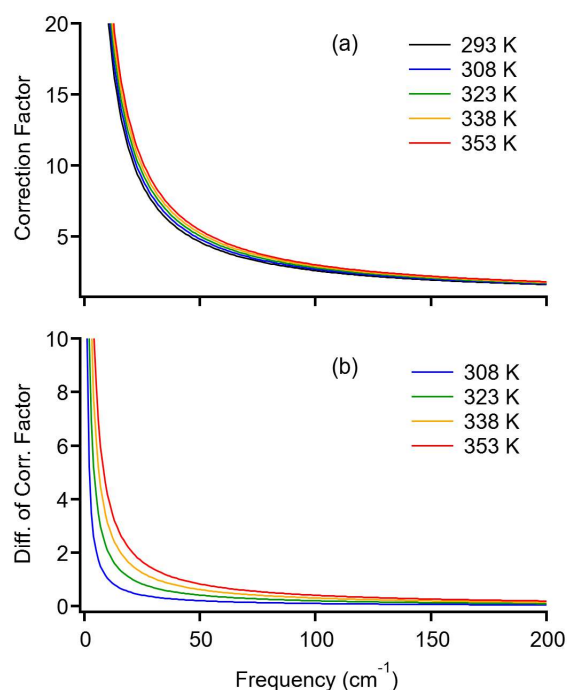 20
15
10
5
Correction Factor
(a)
293 K
308 K
323 K
338 K
353 K
10
8
6
4
2
0
Diff. of Corr. Factor
(b)
308 K
323 K
338 K
353 K
0 50 100 150 200
Frequency (cm⁻¹)